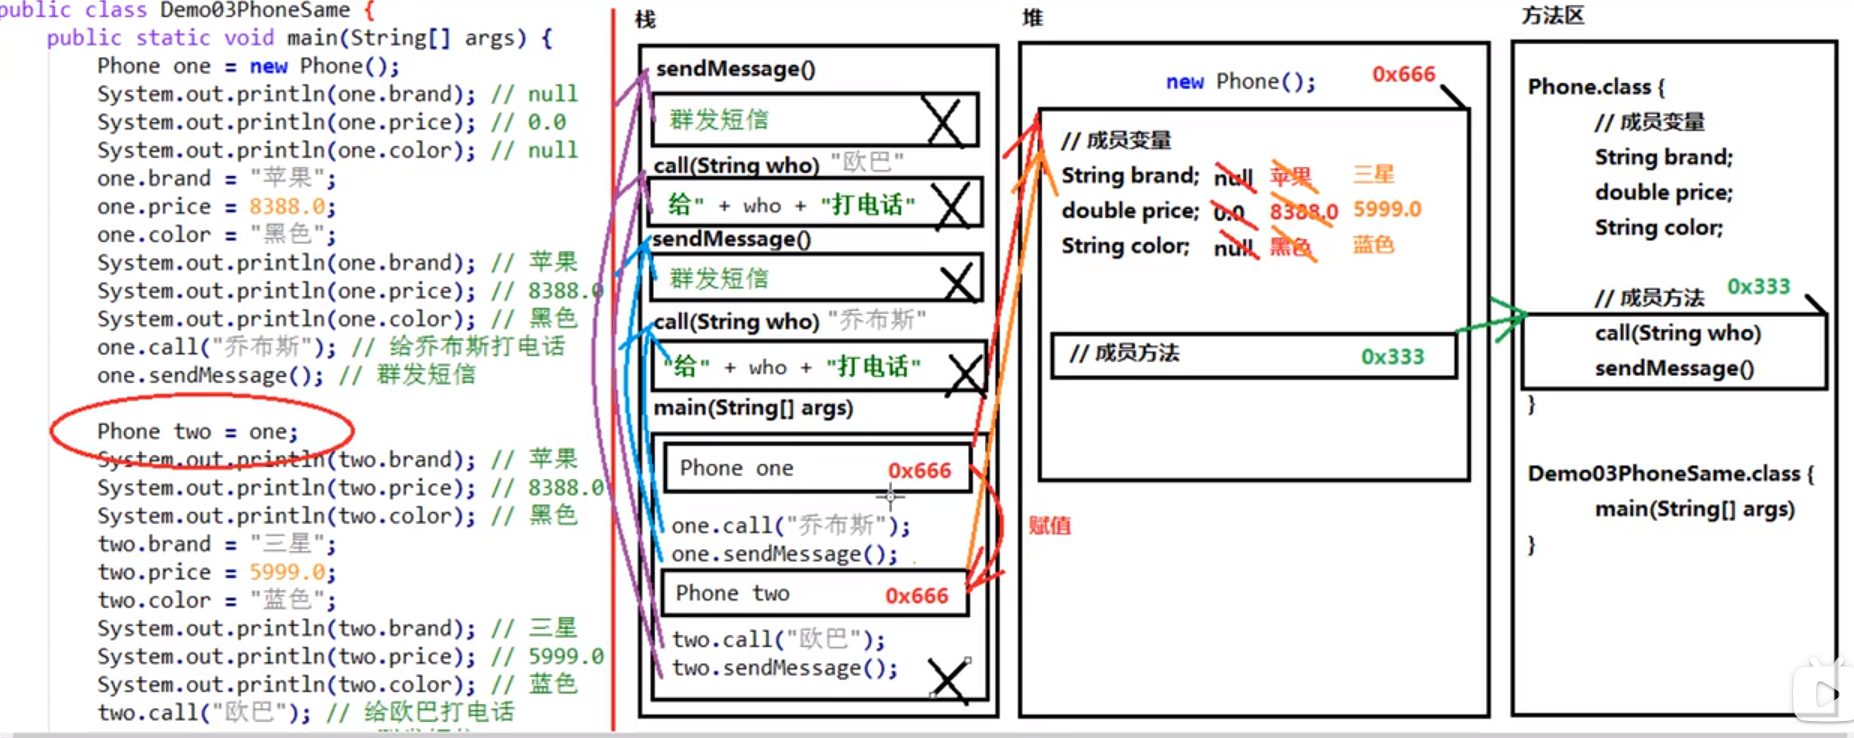 public class Demo03PhoneSame {
public static void main(String[] args) {
Phone one = new Phone();
System.out.println(one.brand); // null
System.out.println(one.price); // 0.0
System.out.println(one.color); // null
one.brand = "苹果";
one.price = 8388.0;
one.color = "黑色";
System.out.println(one.brand); // 苹果
System.out.println(one.price); // 8388.0
System.out.println(one.color); // 黑色
one.call("乔布斯"); // 给乔布斯打电话
one.sendMessage(); // 群发短信
Phone two = one;
System.out.println(two.brand); // 苹果
System.out.println(two.price); // 8388.0
System.out.println(two.color); // 黑色
two.brand = "三星";
two.price = 5999.0;
two.color = "蓝色";
System.out.println(two.brand); // 三星
System.out.println(two.price); // 5999.0
System.out.println(two.color); // 蓝色
two.call("欧巴"); // 给欧巴打电话
栈
sendMessage()
群发短信
call(String who) "欧巴"
"给" + who + "打电话"
sendMessage()
群发短信
call(String who) "乔布斯"
"给" + who + "打电话"
main(String[] args)
Phone one 0x666
one.call("乔布斯");
one.sendMessage();
Phone two 0x666
two.call("欧巴");
two.sendMessage();
赋值
堆
new Phone(); 0x666
// 成员变量
String brand; null 苹果 三星
double price; 0.0 8388.0 5999.0
String color; null 黑色 蓝色
// 成员方法 0x333
方法区
Phone.class {
// 成员变量
String brand;
double price;
String color;
// 成员方法 0x333
call(String who)
sendMessage()
}
Demo03PhoneSame.class {
main(String[] args)
}